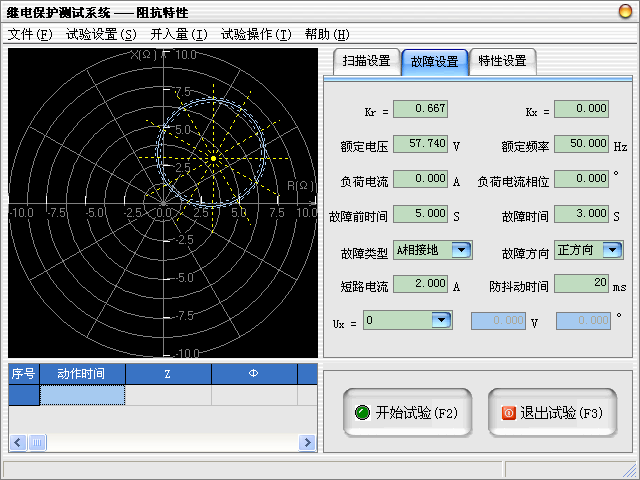 继电保护测试系统 — 阻抗特性
文件(F) 试验设置(S) 开入量(I) 试验操作(T) 帮助(H)
X(Ω) 10.0
7.5
5.0
2.5
R(Ω)
-10.0 -7.5 -5.0 -2.5 0.0 2.5 5.0 7.5 10.0
-2.5
-5.0
-7.5
-10.0
扫描设置 故障设置 特性设置
Kr = 0.667 Kx = 0.000
额定电压 57.740 V 额定频率 50.000 Hz
负荷电流 0.000 A 负荷电流相位 0.000 °
故障前时间 5.000 S 故障时间 3.000 S
故障类型 A相接地 故障方向 正方向
短路电流 2.000 A 防抖动时间 20 ms
Ux = 0 0.000 V 0.000 °
序号 动作时间 Z Φ
开始试验(F2) 退出试验(F3)